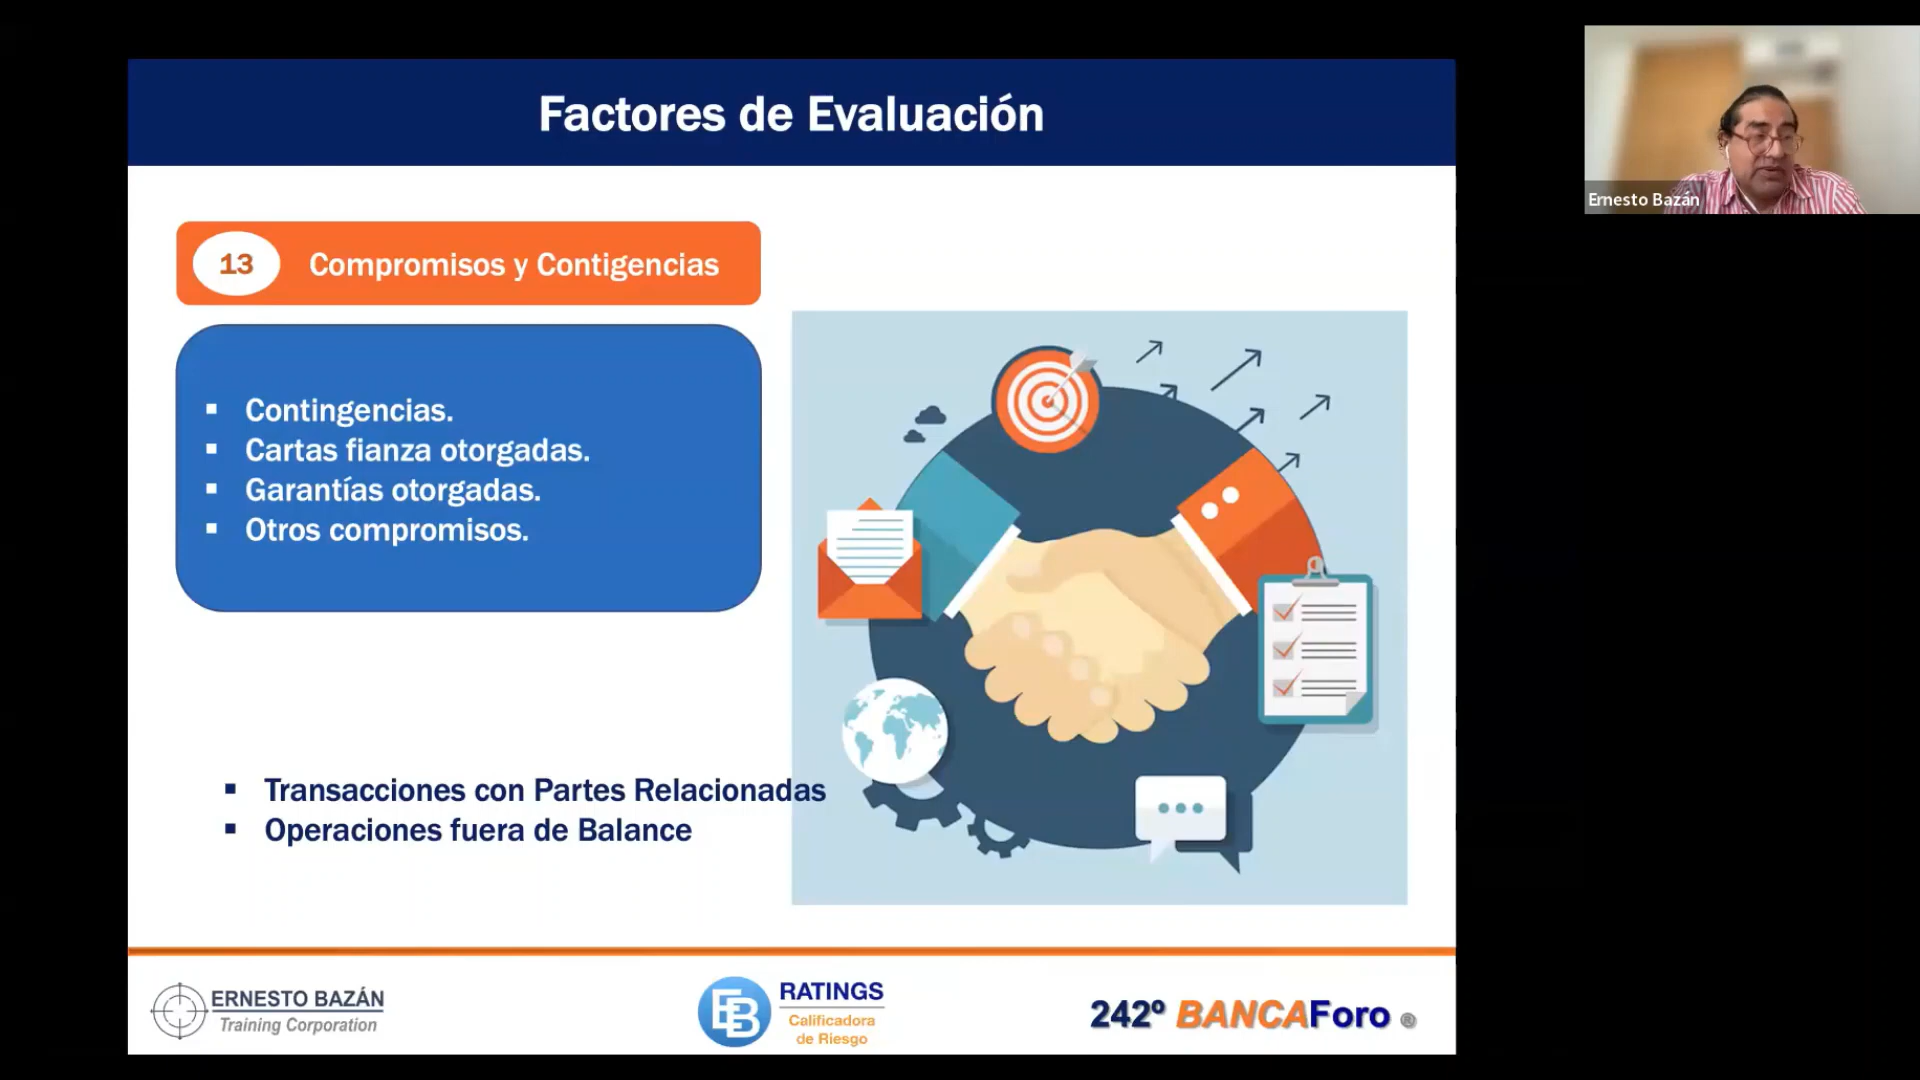 Factores de Evaluación
Ernesto Bazán
13 Compromisos y Contigencias
▪ Contingencias.
▪ Cartas fianza otorgadas.
▪ Garantías otorgadas.
▪ Otros compromisos.
▪ Transacciones con Partes Relacionadas
▪ Operaciones fuera de Balance
ERNESTO BAZÁN
Training Corporation
EB
RATINGS
Calificadora
de Riesgo
242º BANCAForo ®